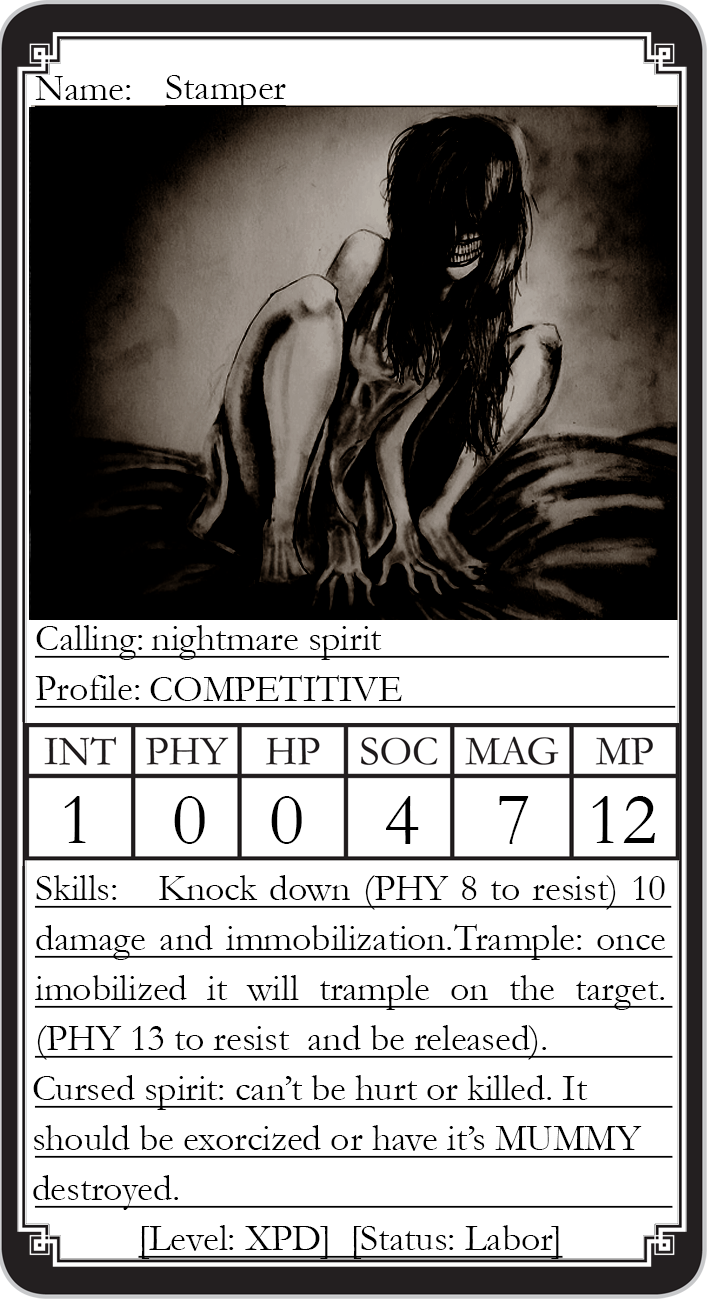 Name: Stamper
Calling: nightmare spirit
Profile: COMPETITIVE
INT PHY HP SOC MAG MP
1 0 0 4 7 12
Skills: Knock down (PHY 8 to resist) 10
damage and immobilization.Trample: once
imobilized it will trample on the target.
(PHY 13 to resist and be released).
Cursed spirit: can't be hurt or killed. It
should be exorcized or have it's MUMMY
destroyed.
[Level: XPD] [Status: Labor]